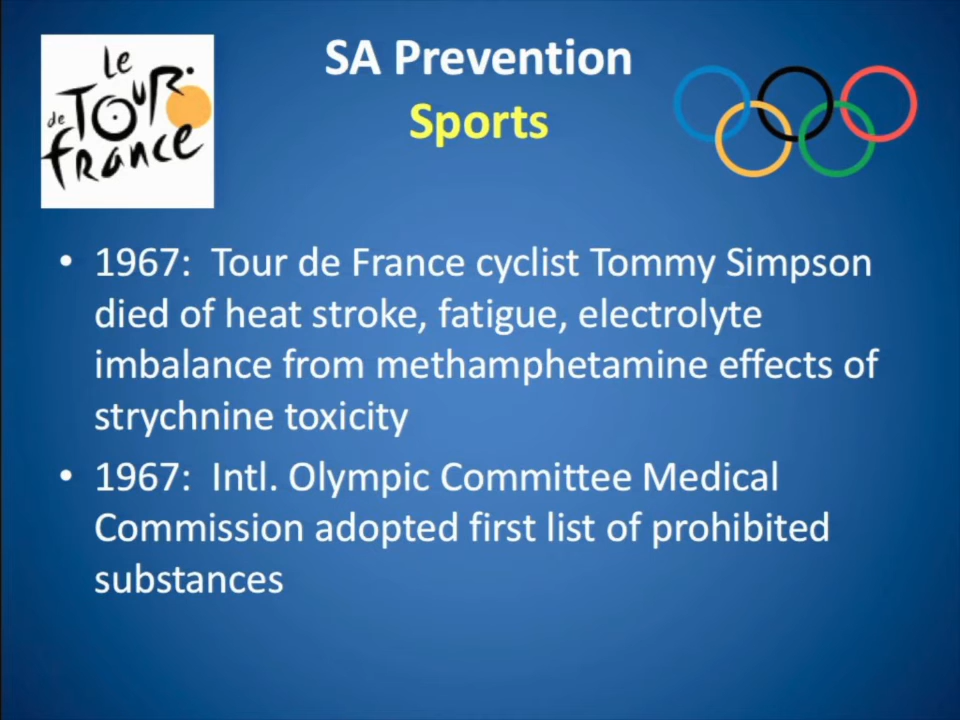 Le
de TOUR
france
SA Prevention
Sports
• 1967: Tour de France cyclist Tommy Simpson
died of heat stroke, fatigue, electrolyte
imbalance from methamphetamine effects of
strychnine toxicity
• 1967: Intl. Olympic Committee Medical
Commission adopted first list of prohibited
substances